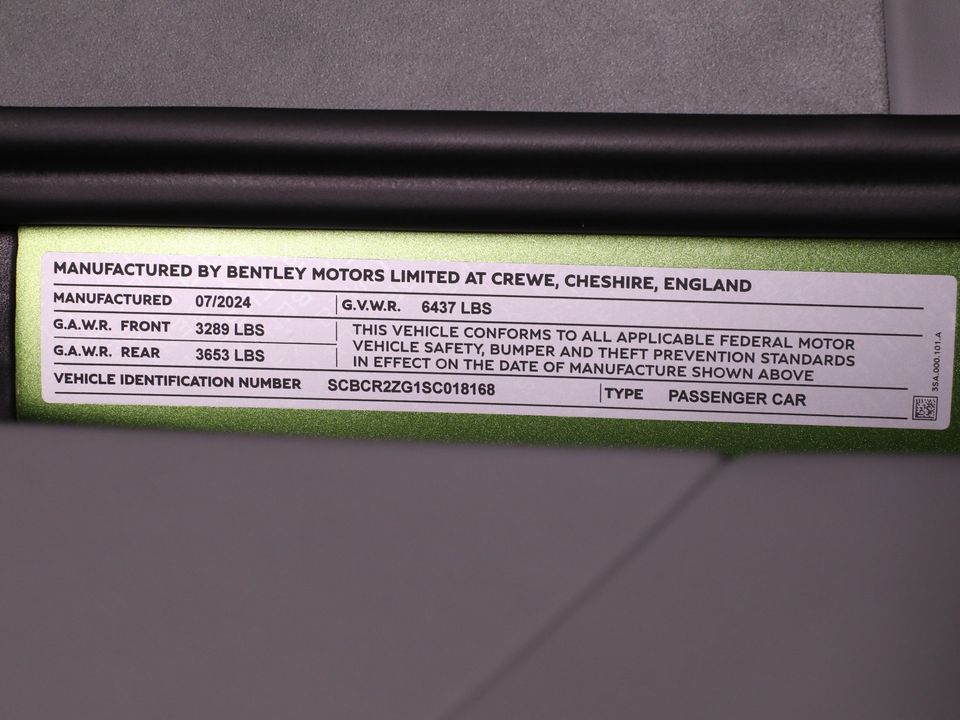 MANUFACTURED BY BENTLEY MOTORS LIMITED AT CREWE, CHESHIRE, ENGLAND
MANUFACTURED 07/2024 G.V.W.R. 6437 LBS
G.A.W.R. FRONT 3289 LBS
G.A.W.R. REAR 3653 LBS
THIS VEHICLE CONFORMS TO ALL APPLICABLE FEDERAL MOTOR
VEHICLE SAFETY, BUMPER AND THEFT PREVENTION STANDARDS
IN EFFECT ON THE DATE OF MANUFACTURE SHOWN ABOVE
VEHICLE IDENTIFICATION NUMBER SCBCR2ZG1SC018168 TYPE PASSENGER CAR
3SA.000.101.A